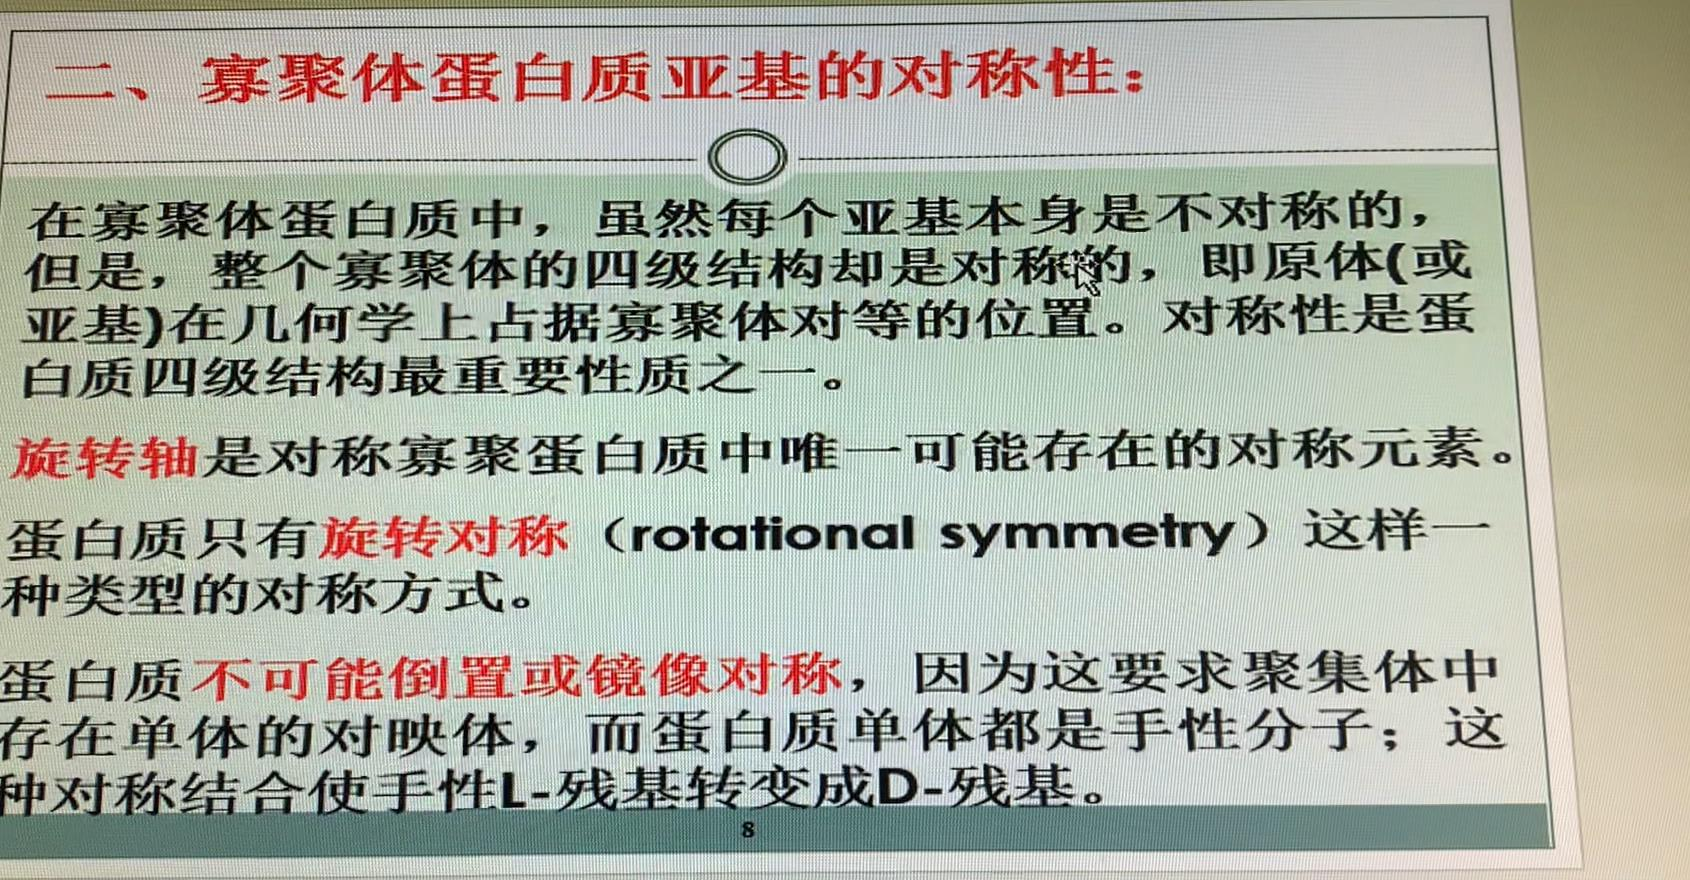 二、寡聚体蛋白质亚基的对称性：
在寡聚体蛋白质中，虽然每个亚基本身是不对称的，
但是，整个寡聚体的四级结构却是对称的，即原体(或
亚基)在几何学上占据寡聚体对等的位置。对称性是蛋
白质四级结构最重要性质之一。
旋转轴是对称寡聚蛋白质中唯一可能存在的对称元素。
蛋白质只有旋转对称（rotational symmetry）这样一
种类型的对称方式。
蛋白质不可能倒置或镜像对称，因为这要求聚集体中
存在单体的对映体，而蛋白质单体都是手性分子；这
种对称结合使手性L-残基转变成D-残基。
8